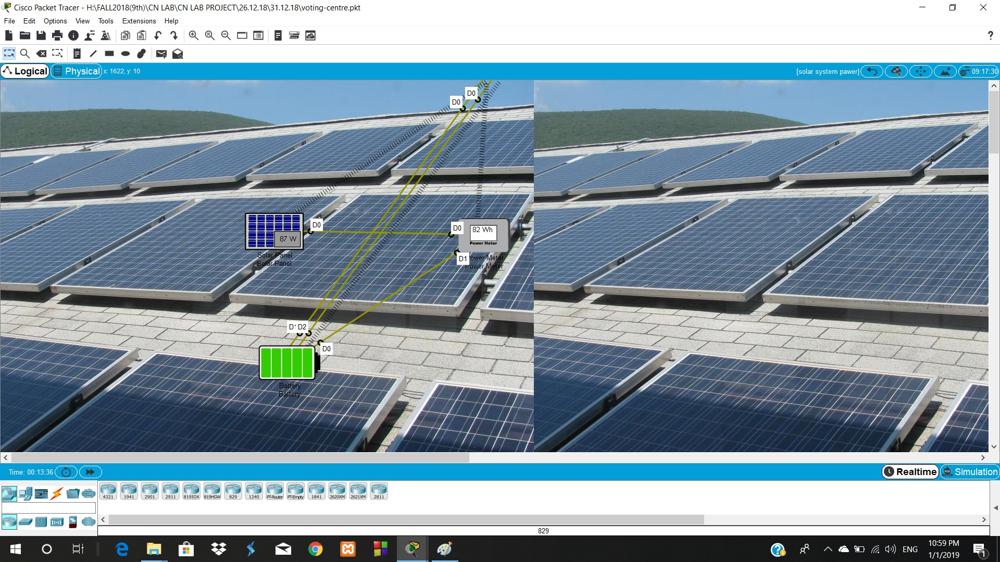 Cisco Packet Tracer - H:\FALL2018(9th)\CN LAB\CN LAB PROJECT\26.12.18\31.12.18\voting-centre.pkt
File Edit Options View Tools Extensions Help
Logical Physical x: 1622, y: 10 [solar system pawer] 09:17:30
D0
D0
D0
D0
82 Wh
Power Meter
87 W
Solar Panel
Solar Panel
D1
Power Meter
Power Meter
D1 D2
D0
Battery
Battery
Time: 00:13:36 Realtime Simulation
4321 1941 2901 2911 819IOX 819HGW 829 1240 PT-Router PT-Empty 1841 2620XM 2621XM 2811
829
ENG
10:59 PM
1/1/2019
1